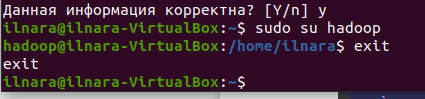 Данная информация корректна? [Y/n] y
ilnara@ilnara-VirtualBox:~$ sudo su hadoop
hadoop@ilnara-VirtualBox:/home/ilnara$ exit
exit
ilnara@ilnara-VirtualBox:~$